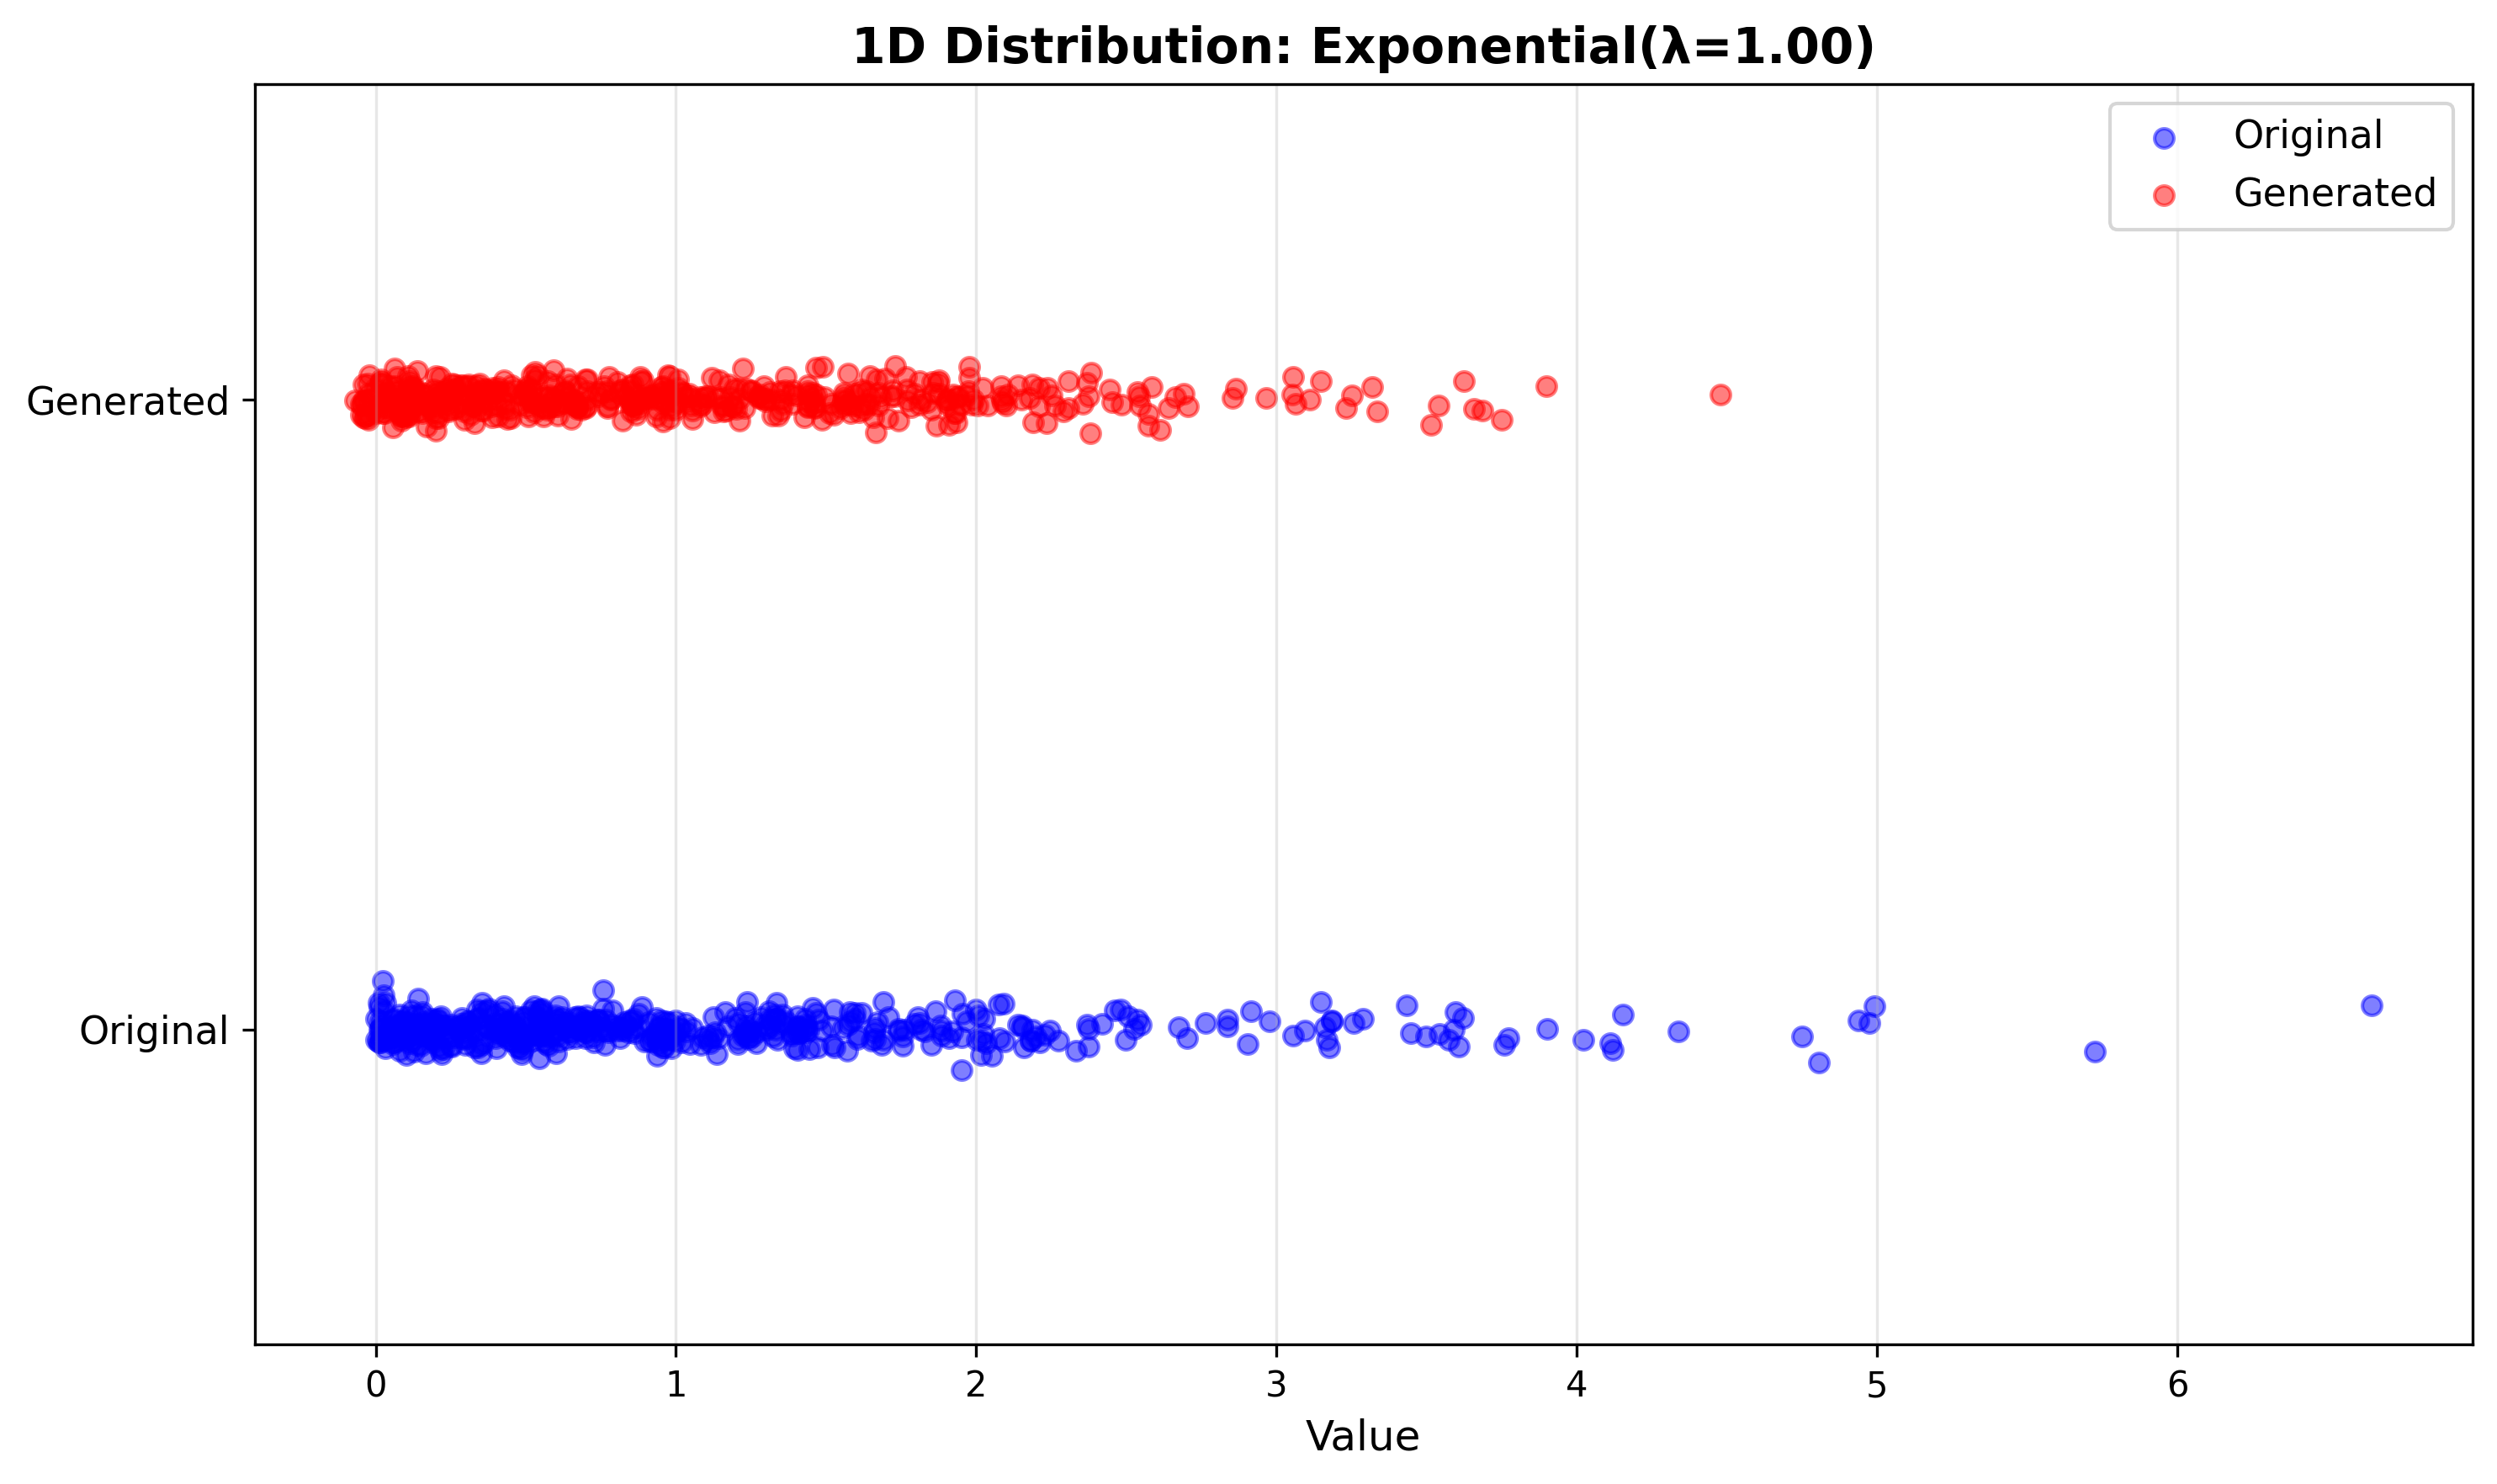 1D Distribution: Exponential(λ=1.00)
Original
Generated
Generated
Original
0 1 2 3 4 5 6
Value